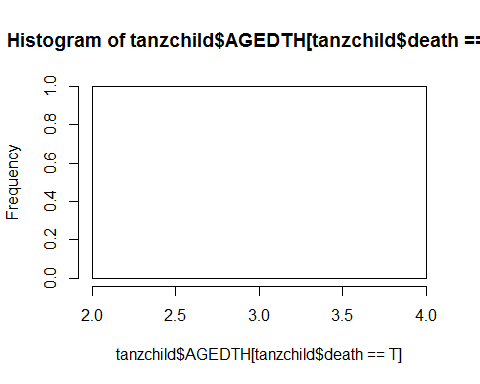 Histogram of tanzchild$AGEDTH[tanzchild$death ==
1.0
0.8
0.6
0.4
0.2
0.0
Frequency
2.0 2.5 3.0 3.5 4.0
tanzchild$AGEDTH[tanzchild$death == T]